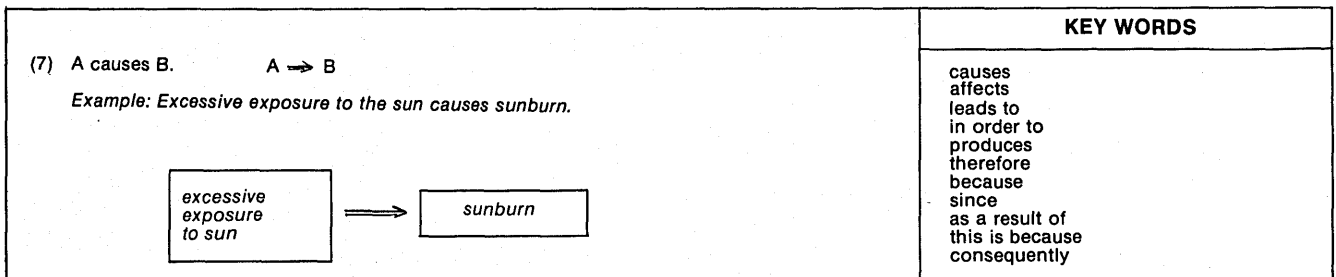 KEY WORDS
(7) A causes B. A ⇒ B
Example: Excessive exposure to the sun causes sunburn.
excessive
exposure
to sun
sunburn
causes
affects
leads to
in order to
produces
therefore
because
since
as a result of
this is because
consequently